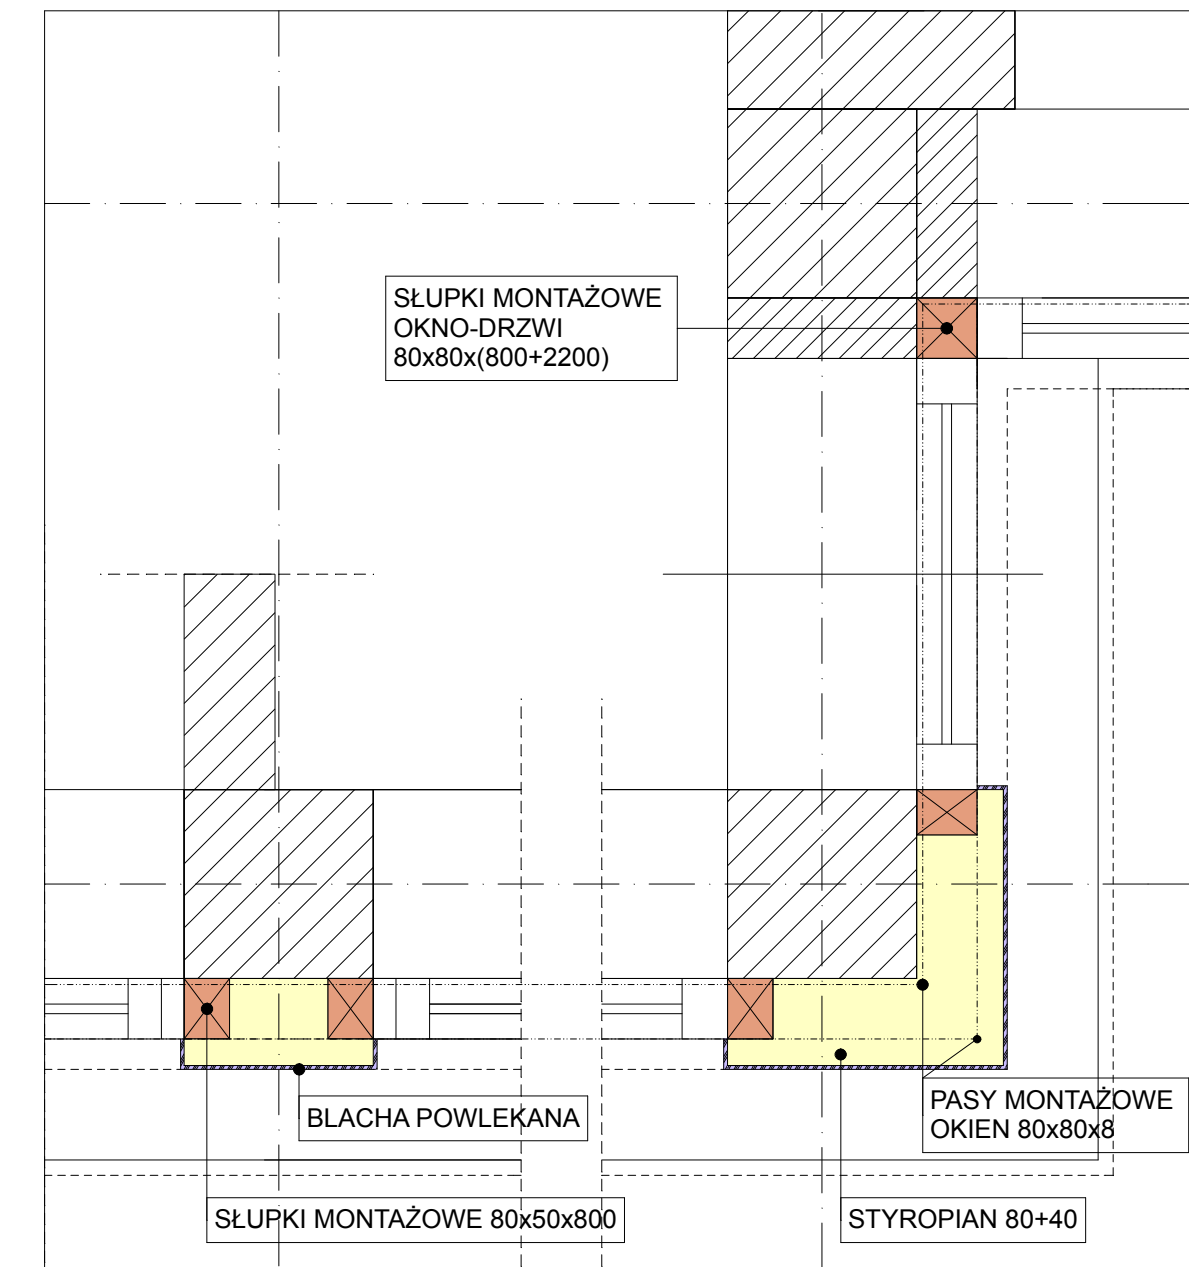 SŁUPKI MONTAŻOWE
OKNO-DRZWI
80x80x(800+2200)
PASY MONTAŻOWE
OKIEN 80x80x8
BLACHA POWLEKANA
SŁUPKI MONTAŻOWE 80x50x800
STYROPIAN 80+40